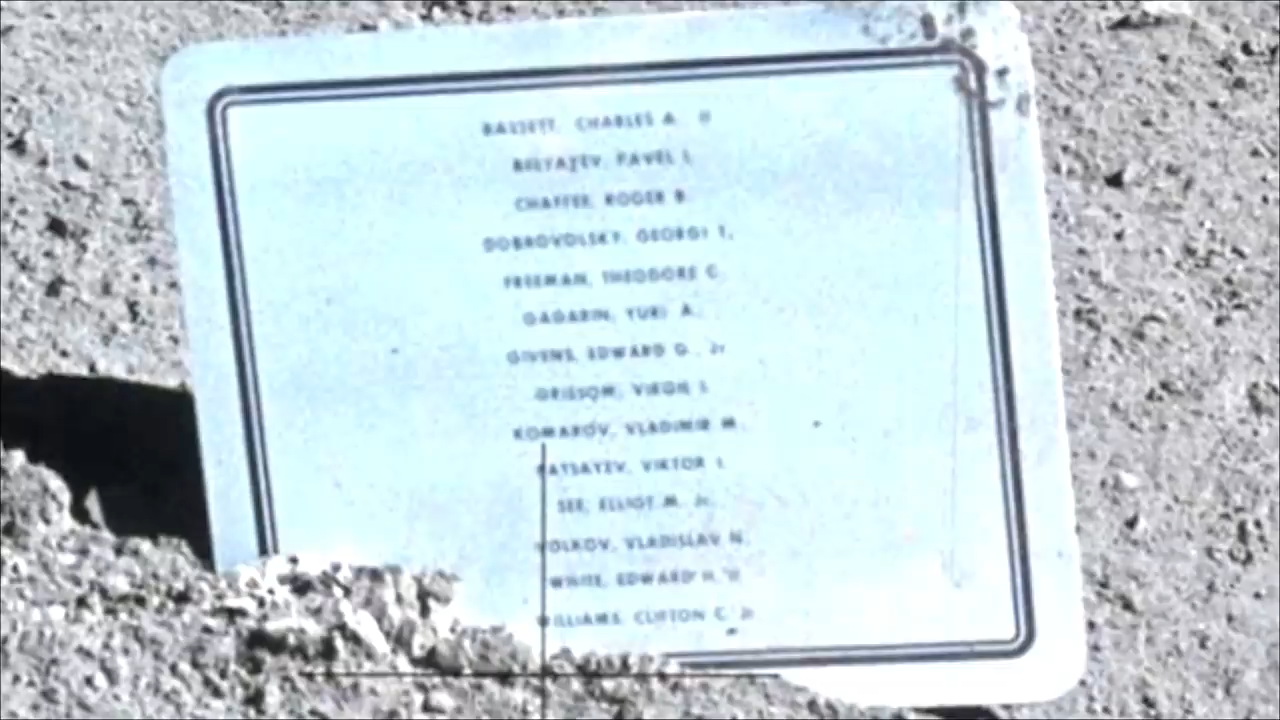 BASSETT, CHARLES A. II
BELYAYEV, PAVEL I.
CHAFFEE, ROGER B.
DOBROVOLSKY, GEORGI T.
FREEMAN, THEODORE C.
GAGARIN, YURI A.
GIVENS, EDWARD G., Jr.
GRISSOM, VIRGIL I.
KOMAROV, VLADIMIR M.
PATSAYEV, VIKTOR I.
SEE, ELLIOT M. Jr.
VOLKOV, VLADISLAV N.
WHITE, EDWARD H. II
WILLIAMS, CLIFTON C. Jr.